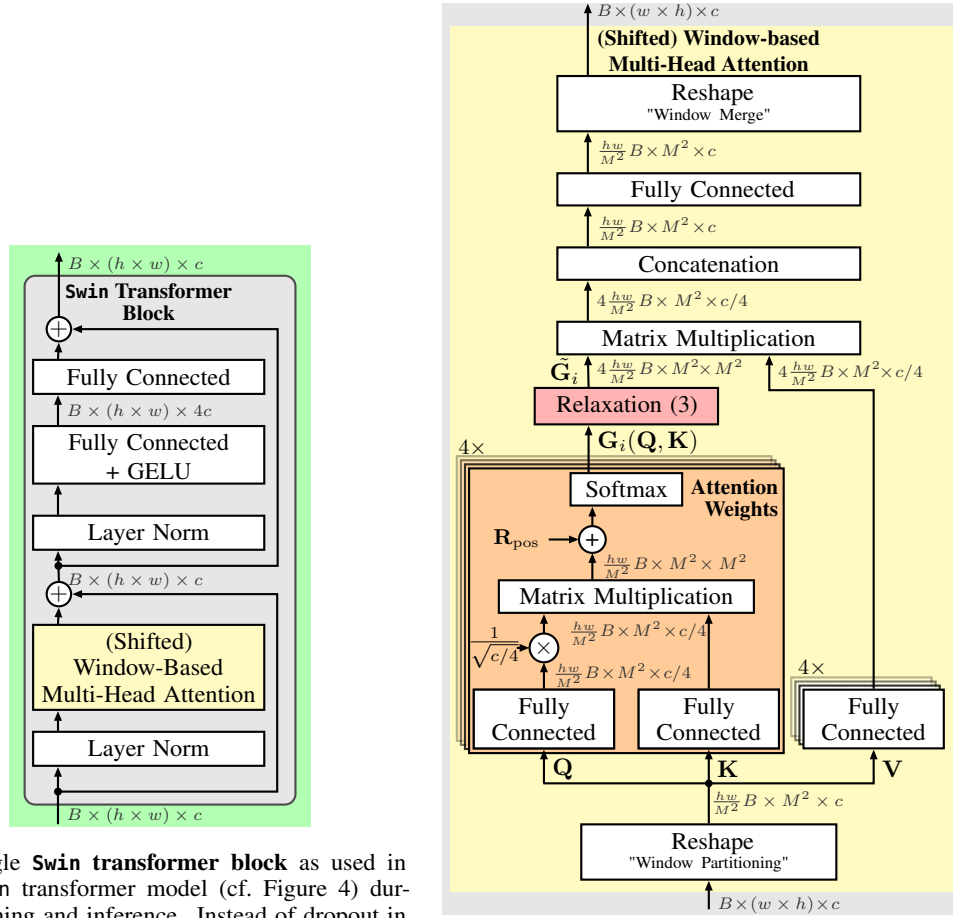 B × (h × w) × c
Swin Transformer
Block
+
Fully Connected
B × (h × w) × 4c
Fully Connected
+ GELU
Layer Norm
B × (h × w) × c
+
(Shifted)
Window-Based
Multi-Head Attention
Layer Norm
B × (h × w) × c
gle Swin transformer block as used in
n transformer model (cf. Figure 4) dur-
ning and inference. Instead of dropout in
B×(w × h)×c
(Shifted) Window-based
Multi-Head Attention
Reshape
"Window Merge"
hw/M² B×M²×c
Fully Connected
hw/M² B×M²×c
Concatenation
4 hw/M² B× M²×c/4
Matrix Multiplication
G̃ᵢ 4 hw/M² B×M²×M² 4 hw/M² B×M²×c/4
Relaxation (3)
Gᵢ(Q, K)
4×
Softmax Attention
Weights
R_pos +
hw/M² B× M²× M²
Matrix Multiplication
1/√(c/4) × hw/M² B×M²×c/4
hw/M² B×M²×c/4
4×
Fully Fully Fully
Connected Connected Connected
Q K V
hw/M² B × M² × c
Reshape
"Window Partitioning"
B×(w × h)×c